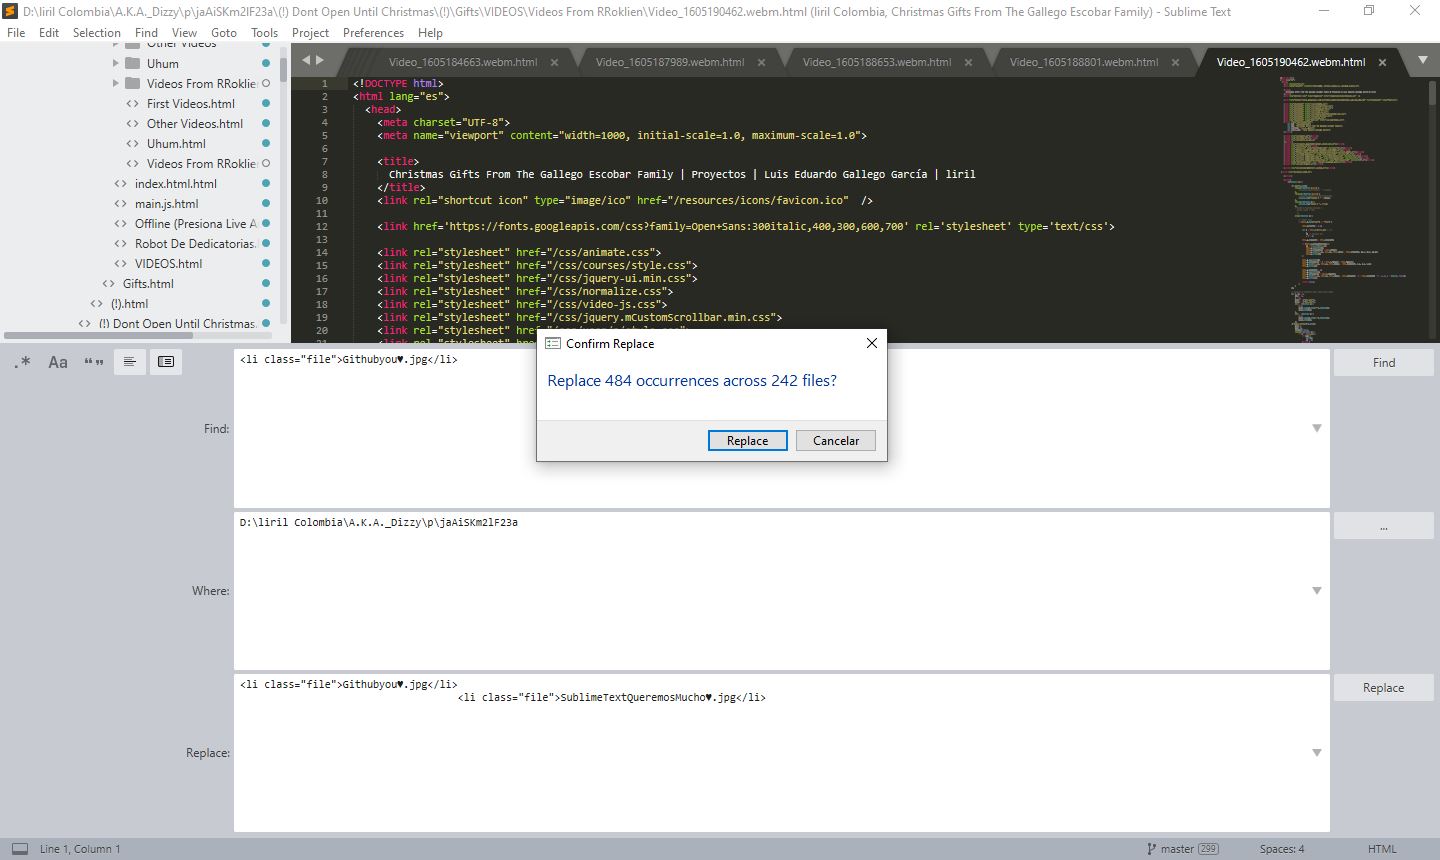 D:\liril Colombia\A.K.A._Dizzy\p\jaAiSKm2lF23a\(!) Dont Open Until Christmas\(!)\Gifts\VIDEOS\Videos From RRoklien\Video_1605190462.webm.html (liril Colombia, Christmas Gifts From The Gallego Escobar Family) - Sublime Text
File Edit Selection Find View Goto Tools Project Preferences Help
Other Videos
Uhum
Videos From RRoklie
First Videos.html
Other Videos.html
Uhum.html
Videos From RRoklie
index.html.html
main.js.html
Offline (Presiona Live A
Robot De Dedicatorias.
VIDEOS.html
Gifts.html
(!).html
(!) Dont Open Until Christmas.
Video_1605184663.webm.html Video_1605187989.webm.html Video_1605188653.webm.html Video_1605188801.webm.html Video_1605190462.webm.html
1 <!DOCTYPE html>
2 <html lang="es">
3 <head>
4 <meta charset="UTF-8">
5 <meta name="viewport" content="width=1000, initial-scale=1.0, maximum-scale=1.0">
6
7 <title>
8 Christmas Gifts From The Gallego Escobar Family | Proyectos | Luis Eduardo Gallego García | liril
9 </title>
10 <link rel="shortcut icon" type="image/ico" href="/resources/icons/favicon.ico" />
11
12 <link href='https://fonts.googleapis.com/css?family=Open+Sans:300italic,400,300,600,700' rel='stylesheet' type='text/css'>
13
14 <link rel="stylesheet" href="/css/animate.css">
15 <link rel="stylesheet" href="/css/courses/style.css">
16 <link rel="stylesheet" href="/css/jquery-ui.min.css">
17 <link rel="stylesheet" href="/css/normalize.css">
18 <link rel="stylesheet" href="/css/video-js.css">
19 <link rel="stylesheet" href="/css/jquery.mCustomScrollbar.min.css">
20 <link rel="stylesheet"
21
Confirm Replace
Replace 484 occurrences across 242 files?
Replace Cancelar
.* Aa “”
Find:
<li class="file">Githubyou♥.jpg</li>
Find
Where:
D:\liril Colombia\A.K.A._Dizzy\p\jaAiSKm2lF23a
...
Replace:
<li class="file">Githubyou♥.jpg</li>
<li class="file">SublimeTextQueremosMucho♥.jpg</li>
Replace
Line 1, Column 1
master 299 Spaces: 4 HTML